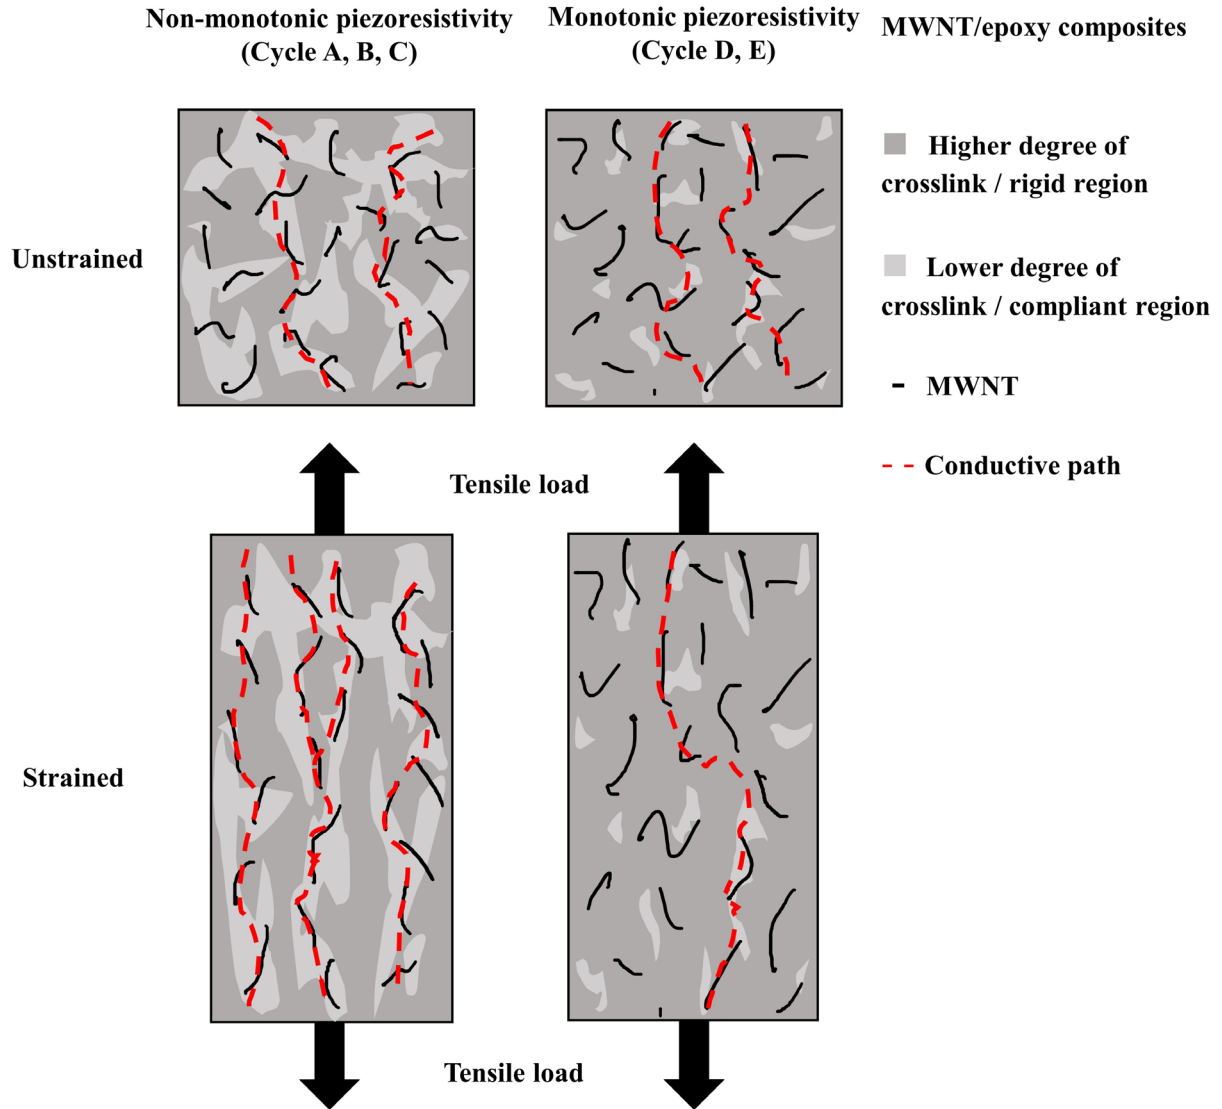 Non-monotonic piezoresistivity
(Cycle A, B, C)
Monotonic piezoresistivity
(Cycle D, E)
MWNT/epoxy composites
Higher degree of
crosslink / rigid region
Unstrained
Lower degree of
crosslink / compliant region
MWNT
Conductive path
Tensile load
Strained
Tensile load